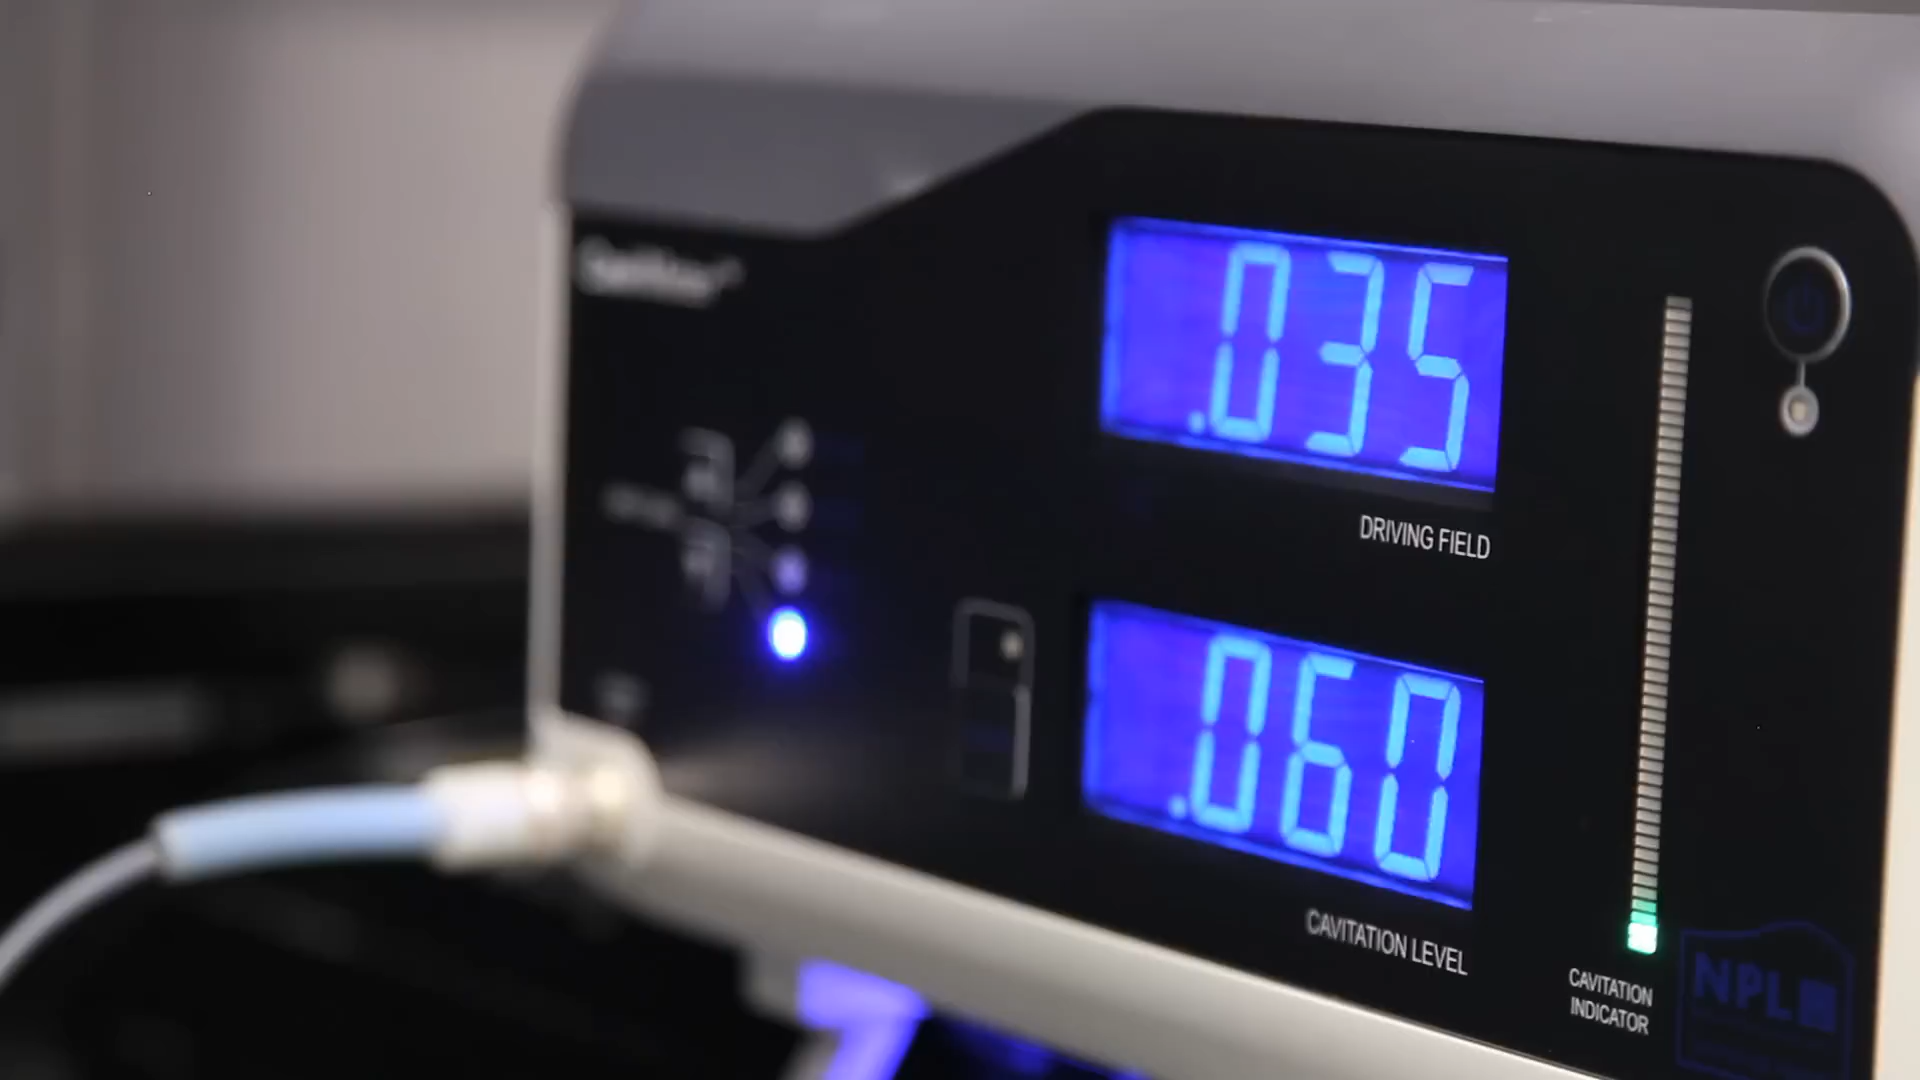 .035
DRIVING FIELD
.060
CAVITATION LEVEL
CAVITATION
INDICATOR
NPL